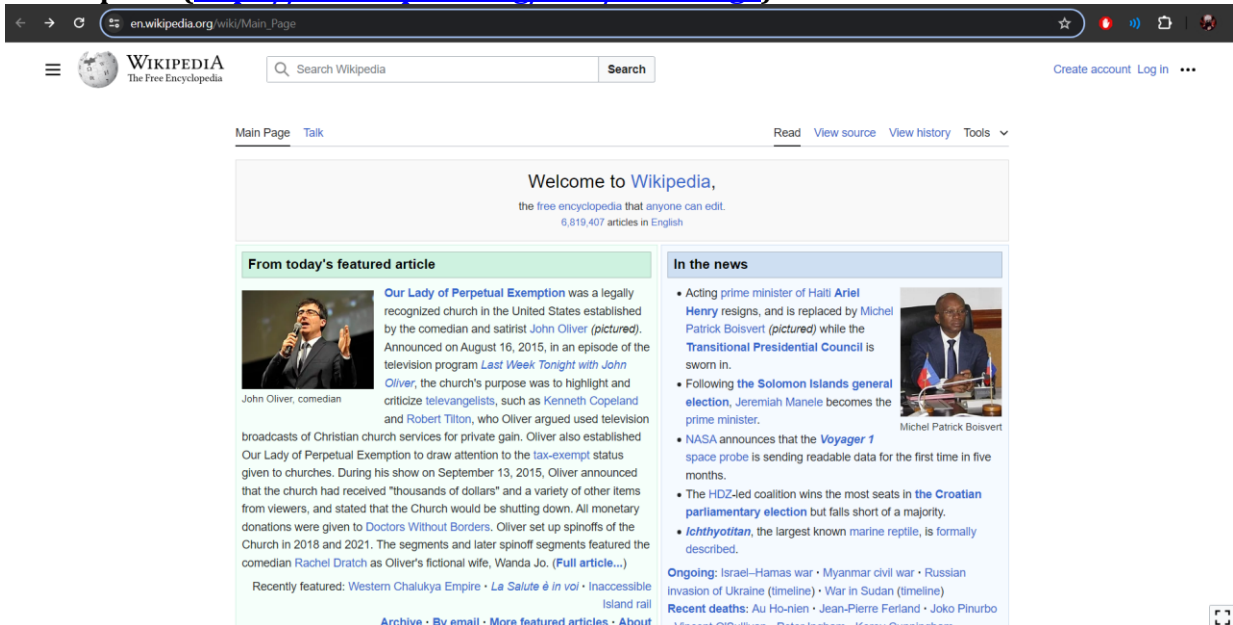 en.wikipedia.org/wiki/Main_Page
WIKIPEDIA
The Free Encyclopedia
Search Wikipedia
Search
Create account Log in
Main Page Talk
Read View source View history Tools
Welcome to Wikipedia,
the free encyclopedia that anyone can edit.
6,819,407 articles in English
From today's featured article
John Oliver, comedian
Our Lady of Perpetual Exemption was a legally
recognized church in the United States established
by the comedian and satirist John Oliver (pictured).
Announced on August 16, 2015, in an episode of the
television program Last Week Tonight with John
Oliver, the church's purpose was to highlight and
criticize televangelists, such as Kenneth Copeland
and Robert Tilton, who Oliver argued used television
broadcasts of Christian church services for private gain. Oliver also established
Our Lady of Perpetual Exemption to draw attention to the tax-exempt status
given to churches. During his show on September 13, 2015, Oliver announced
that the church had received "thousands of dollars" and a variety of other items
from viewers, and stated that the Church would be shutting down. All monetary
donations were given to Doctors Without Borders. Oliver set up spinoffs of the
Church in 2018 and 2021. The segments and later spinoff segments featured the
comedian Rachel Dratch as Oliver's fictional wife, Wanda Jo. (Full article...)
Recently featured: Western Chalukya Empire • La Salute è in voi • Inaccessible
Island rail
Archive • By email • More featured articles • About
In the news
• Acting prime minister of Haiti Ariel
Henry resigns, and is replaced by Michel
Patrick Boisvert (pictured) while the
Transitional Presidential Council is
sworn in.
• Following the Solomon Islands general
election, Jeremiah Manele becomes the
prime minister.
Michel Patrick Boisvert
• NASA announces that the Voyager 1
space probe is sending readable data for the first time in five
months.
• The HDZ-led coalition wins the most seats in the Croatian
parliamentary election but falls short of a majority.
• Ichthyotitan, the largest known marine reptile, is formally
described.
Ongoing: Israel–Hamas war • Myanmar civil war • Russian
invasion of Ukraine (timeline) • War in Sudan (timeline)
Recent deaths: Au Ho-nien • Jean-Pierre Ferland • Joko Pinurbo